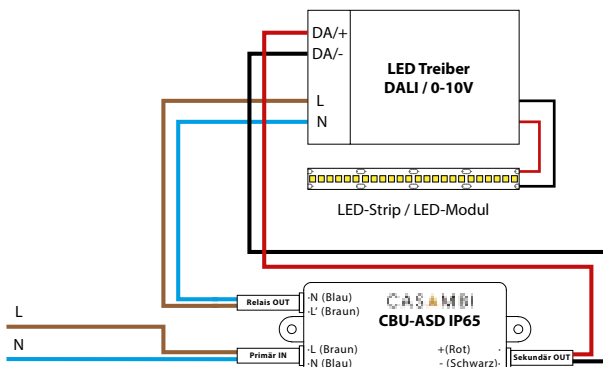 DA/+
DA/-
L
N
LED Treiber
DALI / 0-10V
LED-Strip / LED-Modul
Relais OUT
·N (Blau)
·L' (Braun)
CASAMBI
CBU-ASD IP65
L
N
Primär IN
·L (Braun)
·N (Blau)
+(Rot) ·
- (Schwarz)·
Sekundär OUT